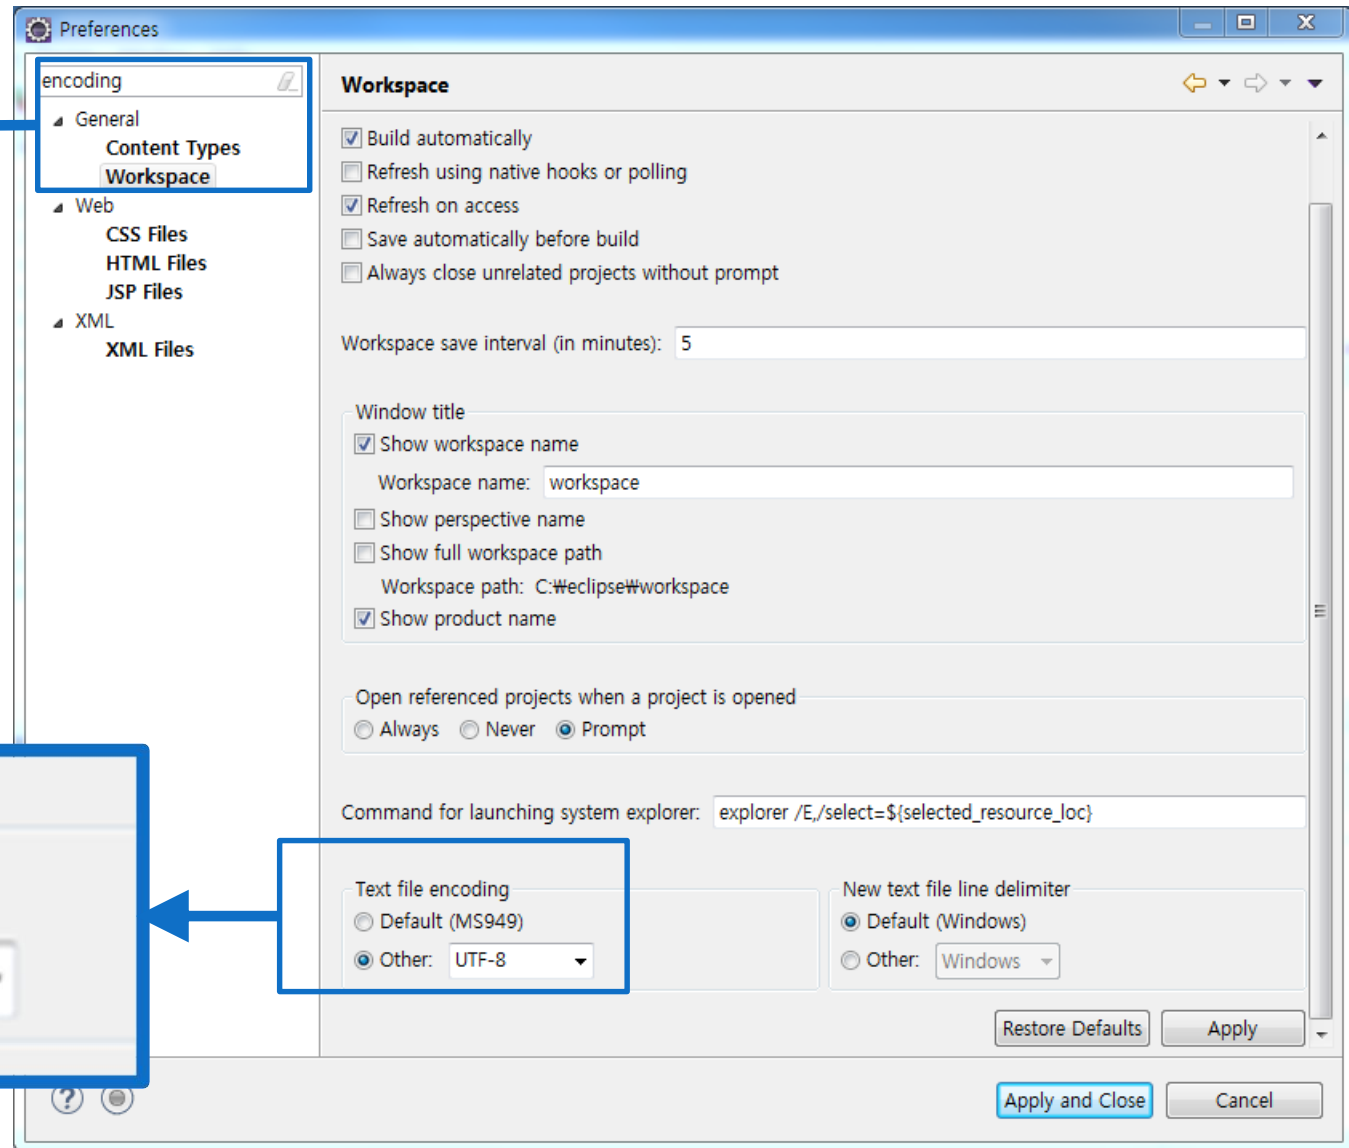 Preferences
encoding
General
Content Types
Workspace
Web
CSS Files
HTML Files
JSP Files
XML
XML Files
Workspace
Build automatically
Refresh using native hooks or polling
Refresh on access
Save automatically before build
Always close unrelated projects without prompt
Workspace save interval (in minutes): 5
Window title
Show workspace name
Workspace name: workspace
Show perspective name
Show full workspace path
Workspace path: C:₩eclipse₩workspace
Show product name
Open referenced projects when a project is opened
Always Never Prompt
Command for launching system explorer: explorer /E,/select=${selected_resource_loc}
Text file encoding
Default (MS949)
Other: UTF-8
New text file line delimiter
Default (Windows)
Other: Windows
Restore Defaults Apply
Apply and Close Cancel